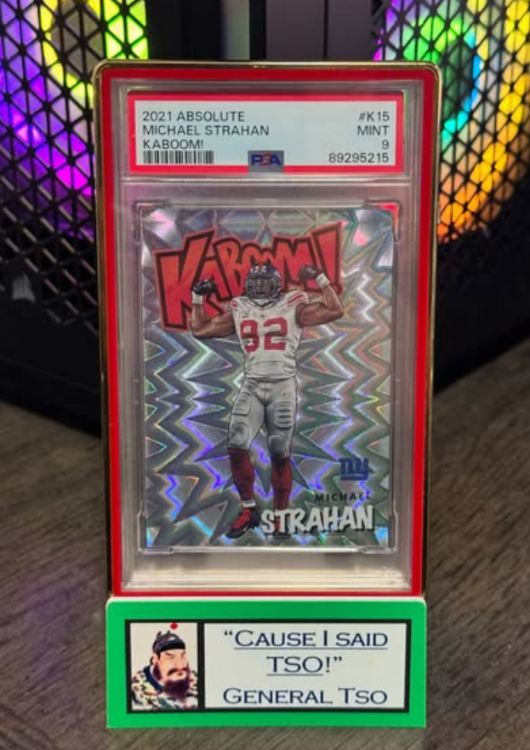 2021 ABSOLUTE #K15
MICHAEL STRAHAN MINT
KABOOM! 9
PSA 89295215
KABOOM!
92
ny
MICHAEL
STRAHAN
“CAUSE I SAID
TSO!”
GENERAL TSO